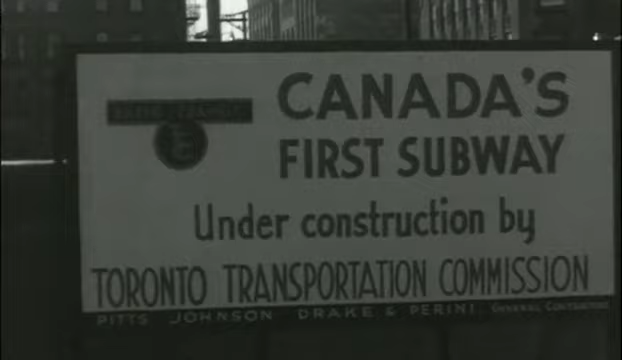 CANADA'S
FIRST SUBWAY
Under construction by
TORONTO TRANSPORTATION COMMISSION
PITTS JOHNSON DRAKE & PERINI. GENERAL CONTRACTORS